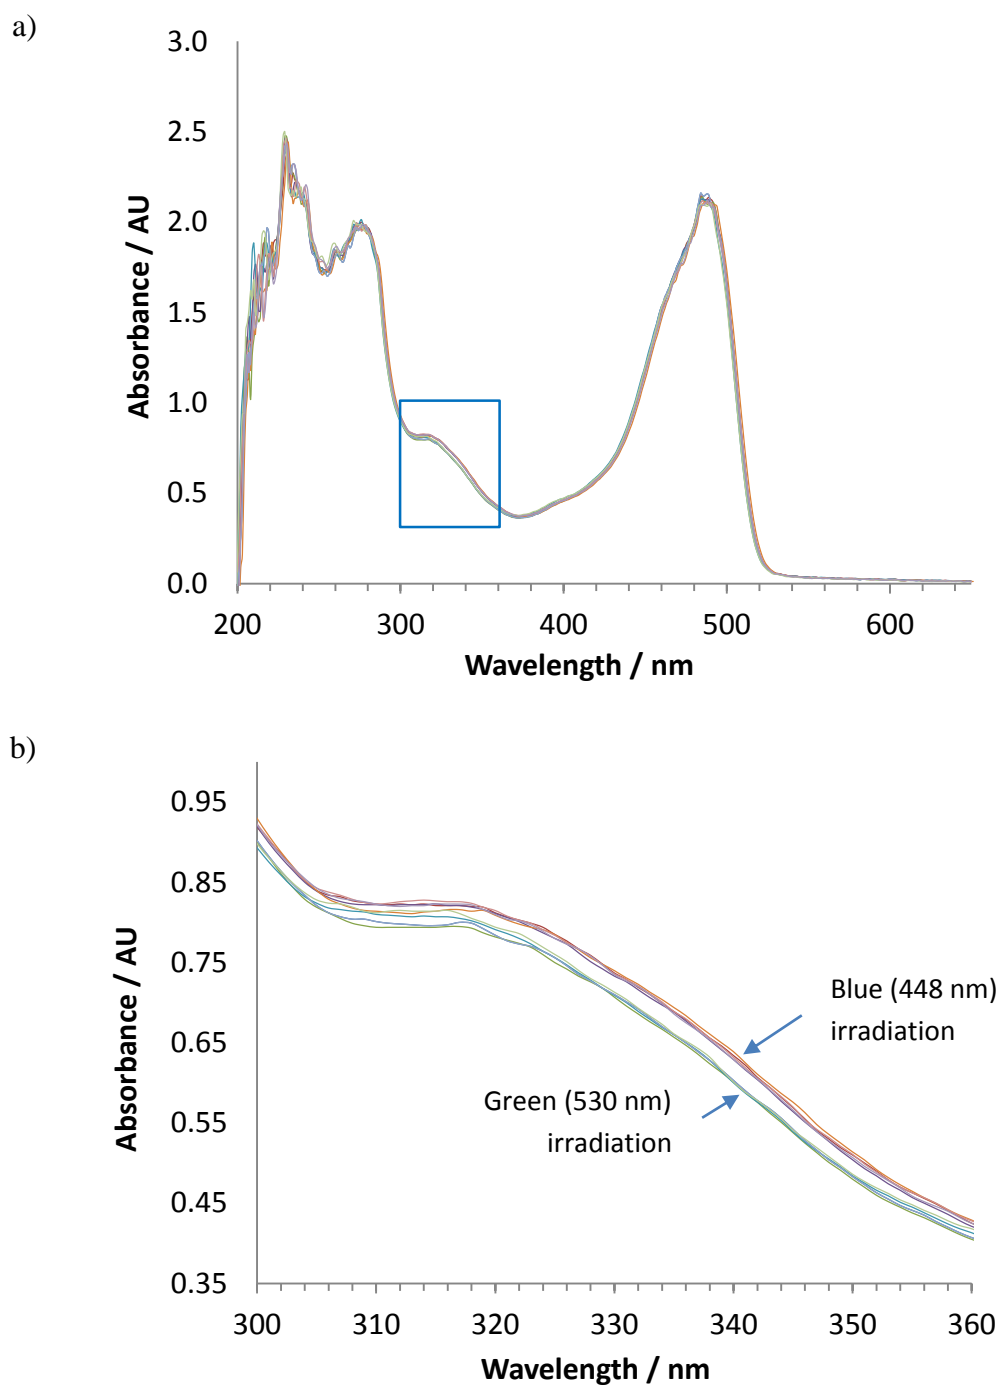 a)
3.0
2.5
2.0
1.5
1.0
0.5
0.0
Absorbance / AU
200 300 400 500 600
Wavelength / nm
b)
0.95
0.85
0.75
0.65
0.55
0.45
0.35
Absorbance / AU
Blue (448 nm)
irradiation
Green (530 nm)
irradiation
300 310 320 330 340 350 360
Wavelength / nm